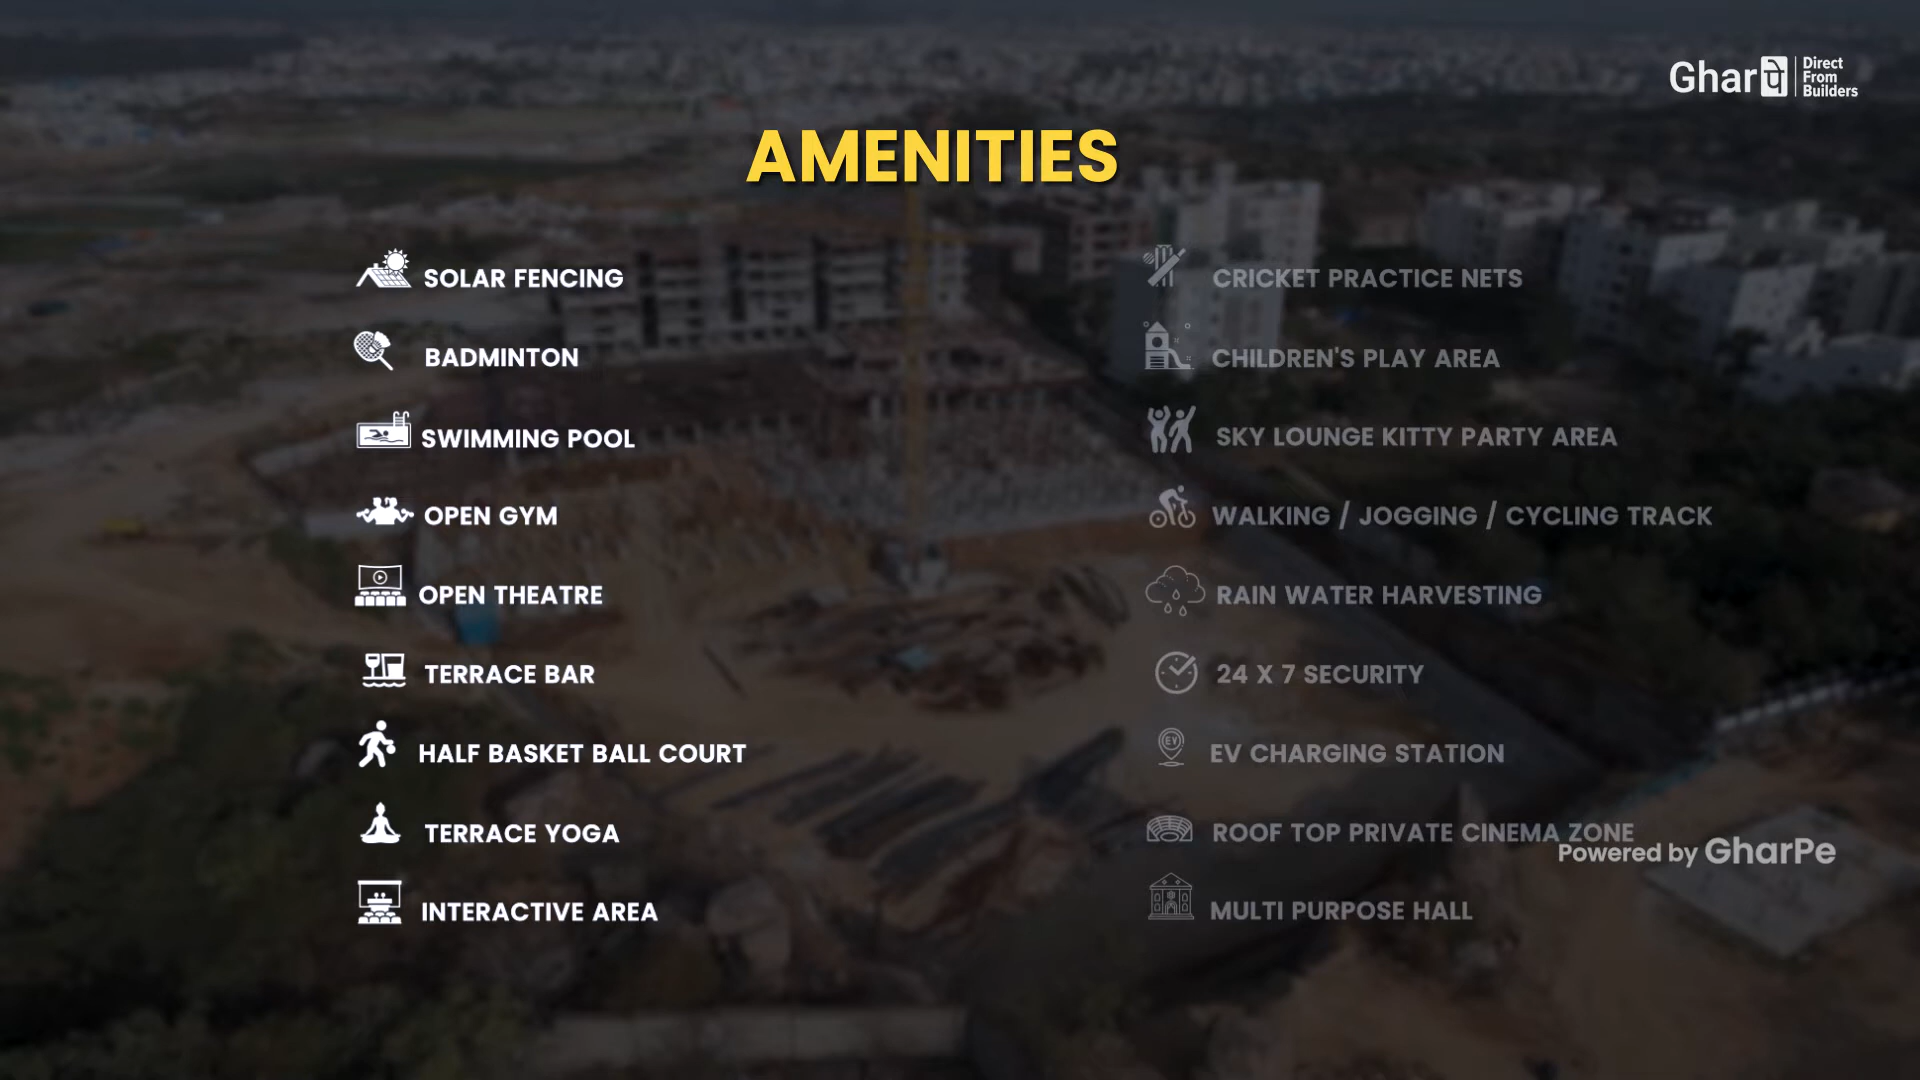 Gharपे
Direct
From
Builders
AMENITIES
SOLAR FENCING
BADMINTON
SWIMMING POOL
OPEN GYM
OPEN THEATRE
TERRACE BAR
HALF BASKET BALL COURT
TERRACE YOGA
INTERACTIVE AREA
CRICKET PRACTICE NETS
CHILDREN'S PLAY AREA
SKY LOUNGE KITTY PARTY AREA
WALKING / JOGGING / CYCLING TRACK
RAIN WATER HARVESTING
24 X 7 SECURITY
EV
EV CHARGING STATION
ROOF TOP PRIVATE CINEMA ZONE
Powered by GharPe
MULTI PURPOSE HALL